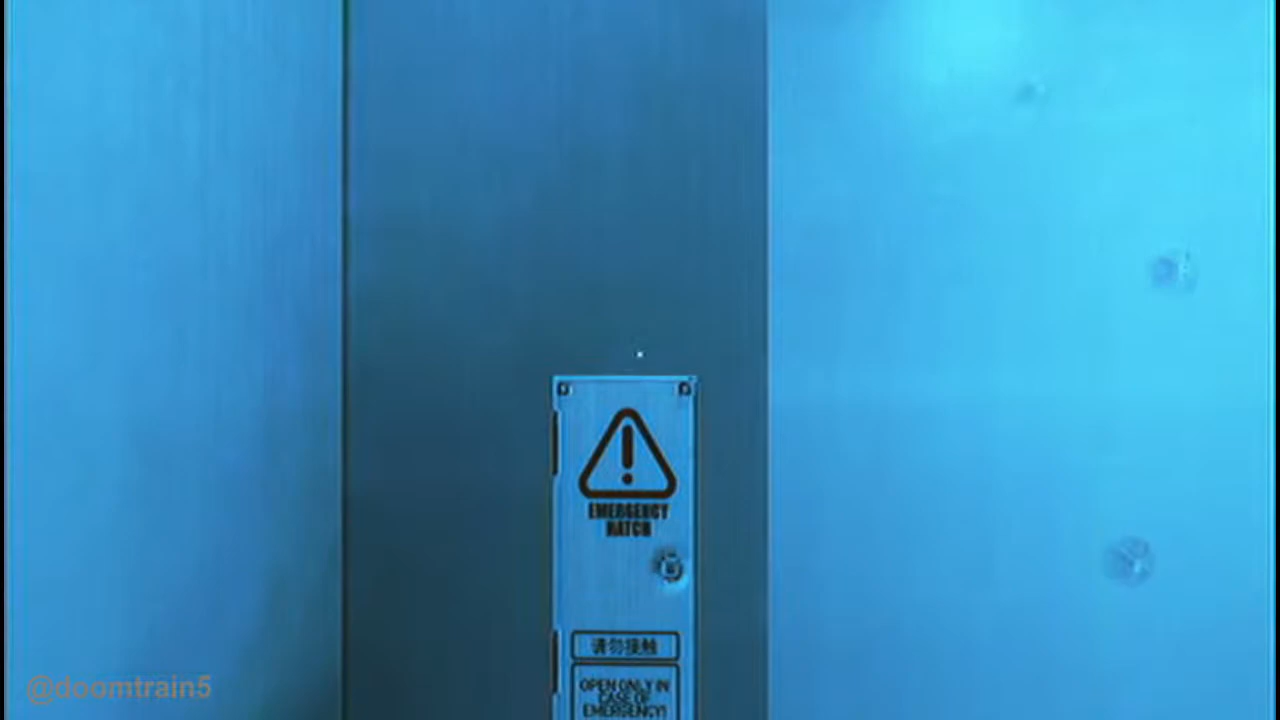 EMERGENCY
HATCH
请勿接触
OPEN ONLY IN
CASE OF
EMERGENCY!
@doomtrain5